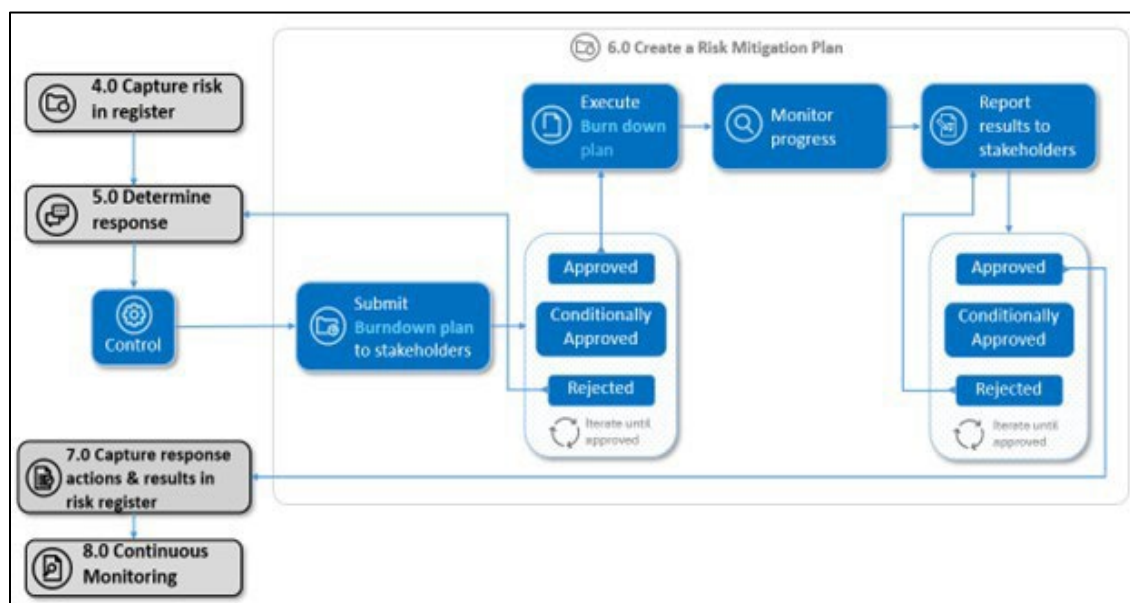 6.0 Create a Risk Mitigation Plan
4.0 Capture risk
in register
5.0 Determine
response
Control
Submit
Burndown plan
to stakeholders
Execute
Burn down
plan
Monitor
progress
Report
results to
stakeholders
Approved
Conditionally
Approved
Rejected
Iterate until
approved
Approved
Conditionally
Approved
Rejected
Iterate until
approved
7.0 Capture response
actions & results in
risk register
8.0 Continuous
Monitoring